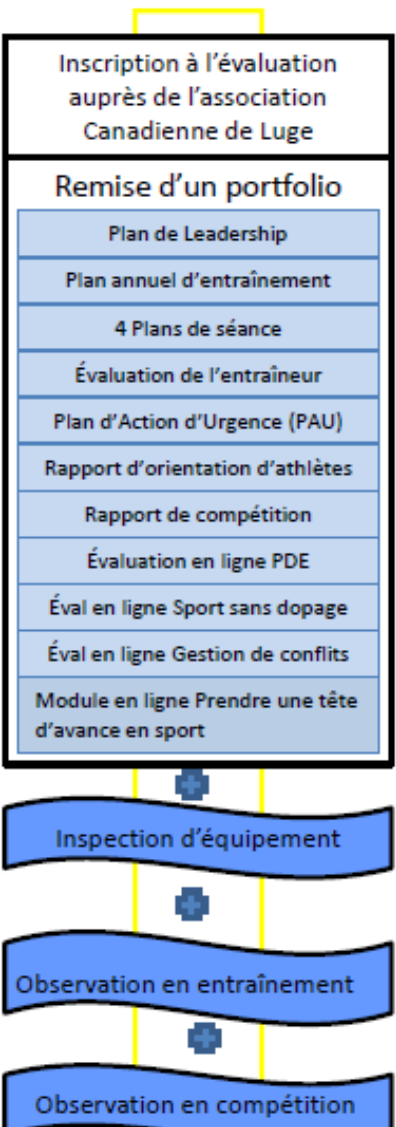 Inscription à l’évaluation
auprès de l’association
Canadienne de Luge
Remise d’un portfolio
Plan de Leadership
Plan annuel d’entraînement
4 Plans de séance
Évaluation de l’entraîneur
Plan d’Action d’Urgence (PAU)
Rapport d’orientation d’athlètes
Rapport de compétition
Évaluation en ligne PDE
Éval en ligne Sport sans dopage
Éval en ligne Gestion de conflits
Module en ligne Prendre une tête
d’avance en sport
Inspection d’équipement
Observation en entraînement
Observation en compétition